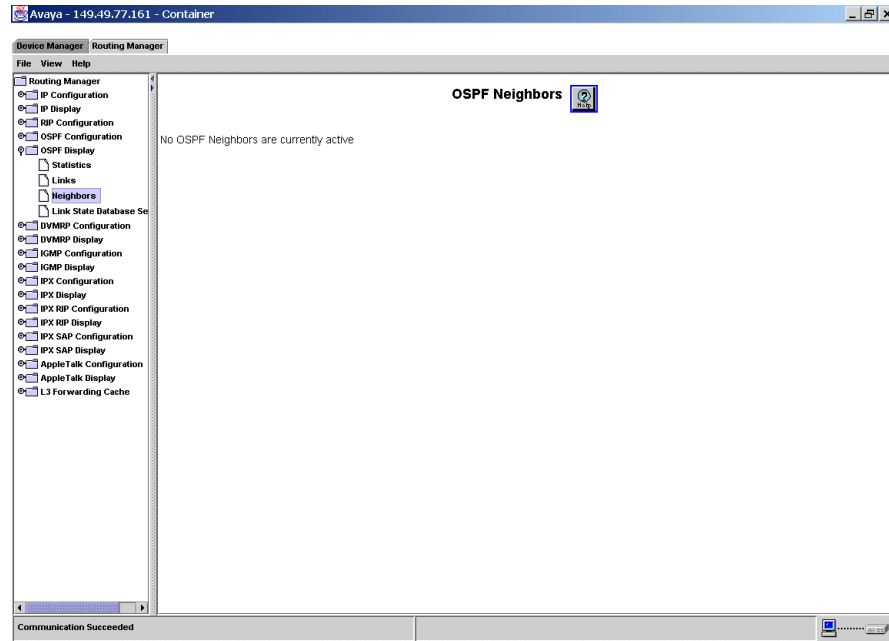 Avaya - 149.49.77.161 - Container
Device Manager Routing Manager
File View Help
Routing Manager
IP Configuration
IP Display
RIP Configuration
OSPF Configuration
OSPF Display
Statistics
Links
Neighbors
Link State Database Se
DVMRP Configuration
DVMRP Display
IGMP Configuration
IGMP Display
IPX Configuration
IPX Display
IPX RIP Configuration
IPX RIP Display
IPX SAP Configuration
IPX SAP Display
AppleTalk Configuration
AppleTalk Display
L3 Forwarding Cache
OSPF Neighbors
Help
No OSPF Neighbors are currently active
Communication Succeeded